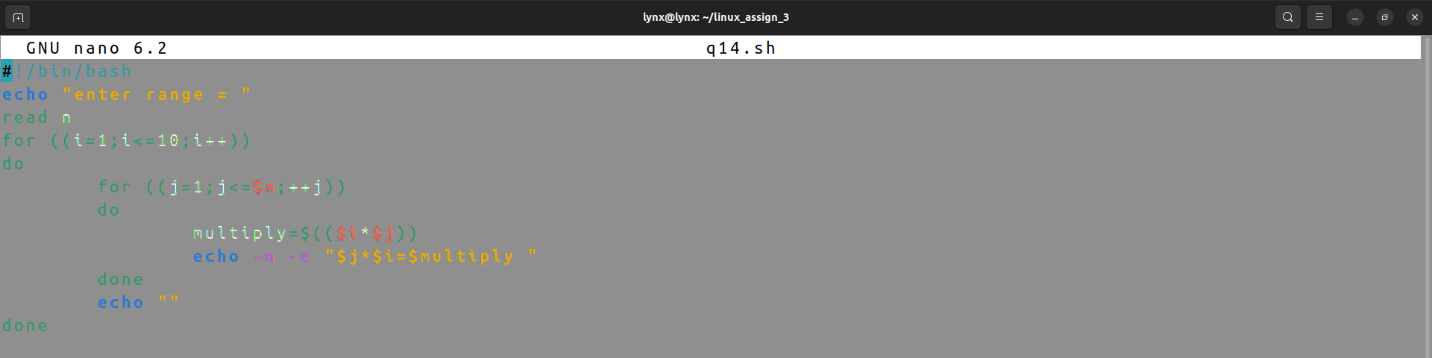 lynx@lynx: ~/linux_assign_3
GNU nano 6.2 q14.sh
#!/bin/bash
echo "enter range = "
read n
for ((i=1;i<=10;i++))
do
for ((j=1;j<=$n;++j))
do
multiply=$(($i*$j))
echo -n -e "$j*$i=$multiply "
done
echo ""
done